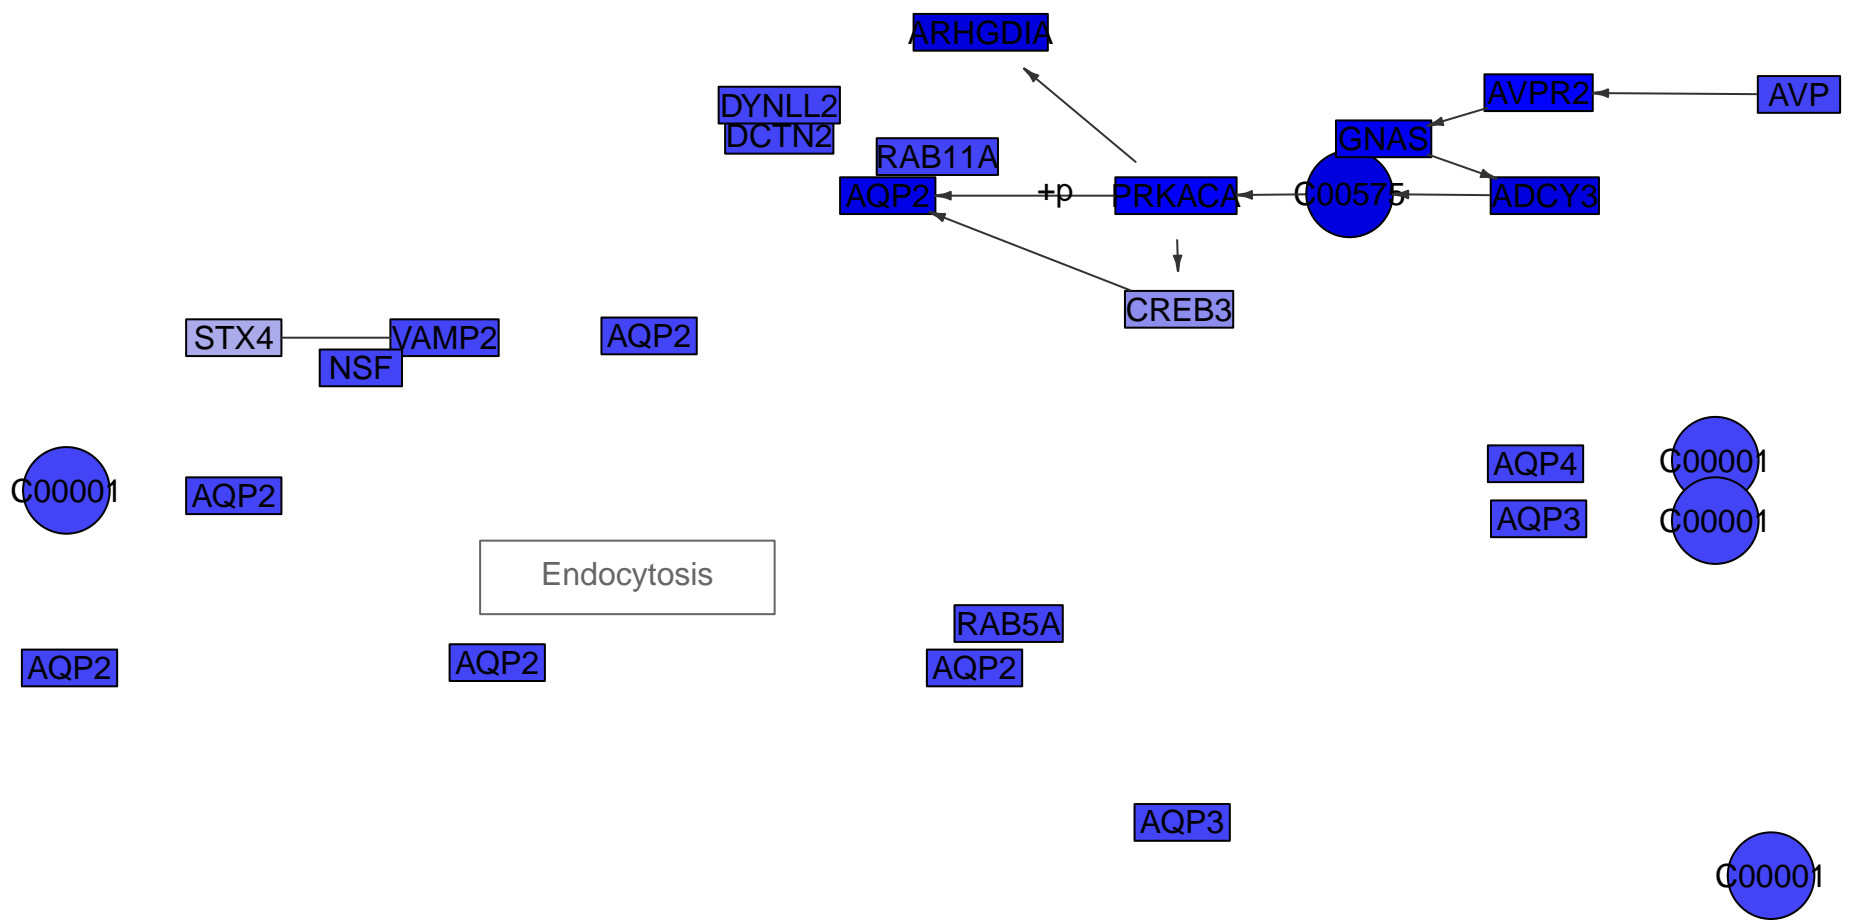 ARHGDIA
DYNLL2
AVPR2
AVP
DCTN2
GNAS
RAB11A
AQP2
+p
PRKACA
C00575
ADCY3
CREB3
STX4
VAMP2
AQP2
NSF
AQP4
C00001
C00001
AQP2
AQP3
C00001
Endocytosis
RAB5A
AQP2
AQP2
AQP2
AQP3
C00001